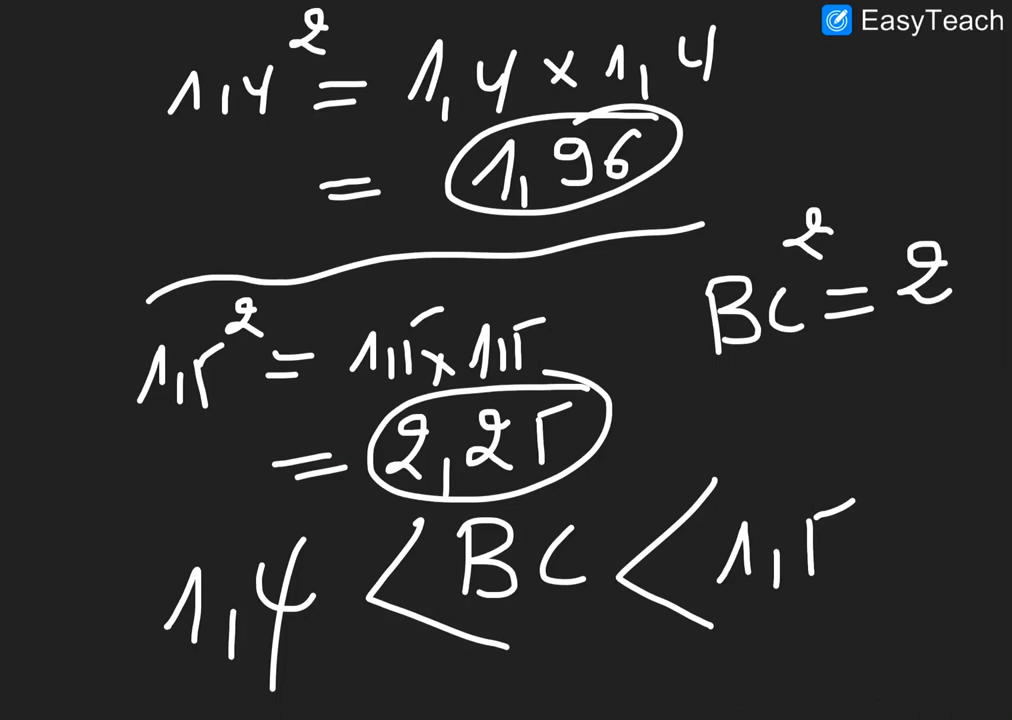 EasyTeach
1,4² = 1,4 × 1,4
= 1,96
BC² = 2
1,5² = 1,5 × 1,5
= 2,25
1,4 < BC < 1,5